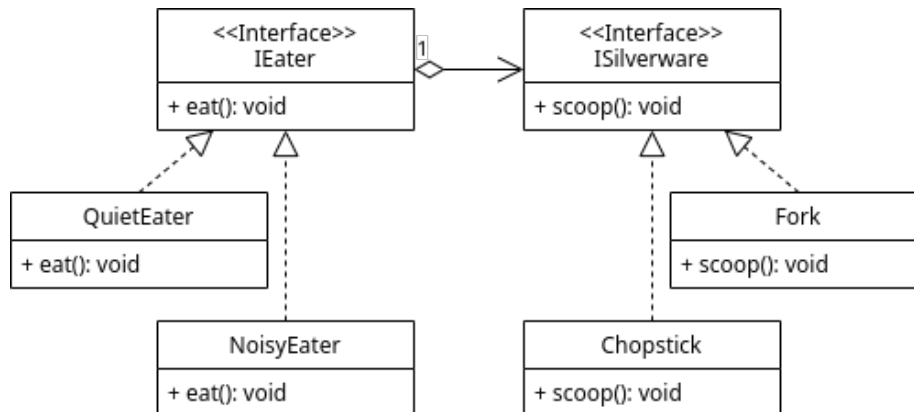 <<Interface>>
IEater
+ eat(): void
1
<<Interface>>
ISilverware
+ scoop(): void
QuietEater
+ eat(): void
Fork
+ scoop(): void
NoisyEater
+ eat(): void
Chopstick
+ scoop(): void